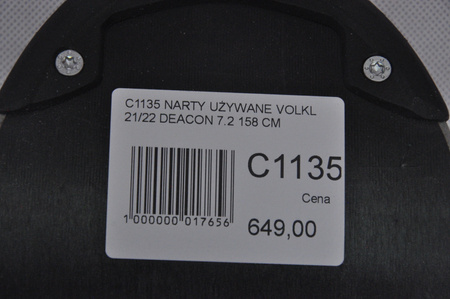 C1135 NARTY UŻYWANE VOLKL
21/22 DEACON 7.2 158 CM
C1135
Cena
649,00
1 000000 017656